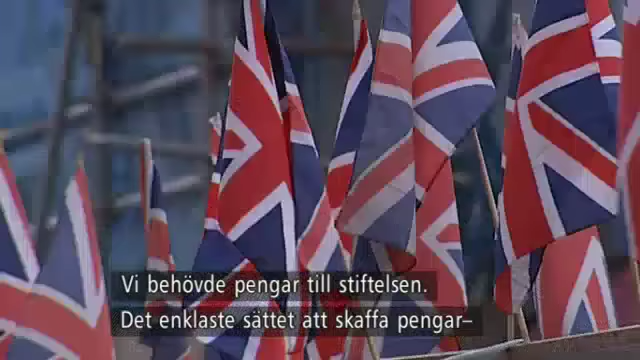 Vi behövde pengar till stiftelsen.
Det enklaste sättet att skaffa pengar–